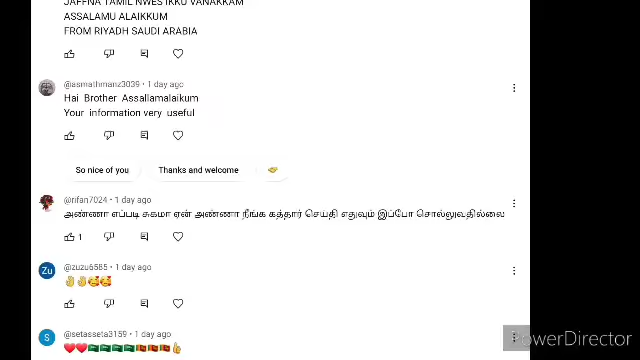 JAFFNA TAMIL NWES IKKU VANAKKAM
ASSALAMU ALAIKKUM
FROM RIYADH SAUDI ARABIA
@asmathmanz3039 • 1 day ago
Hai Brother Assallamalaikum
Your information very useful
So nice of you
Thanks and welcome
@rifan7024 • 1 day ago
அண்ணா எப்படி சுகமா ஏன் அண்ணா நீங்க கத்தார் செய்தி எதுவும் இப்போ சொல்லுவதில்லை
1
Zu
@zuzu6585 • 1 day ago
✌✌🥰🥰
S
@setasseta3159 • 1 day ago
❤❤🇸🇦🇸🇦🇸🇦🇸🇦🇱🇰🇱🇰🇱🇰👍
PowerDirector